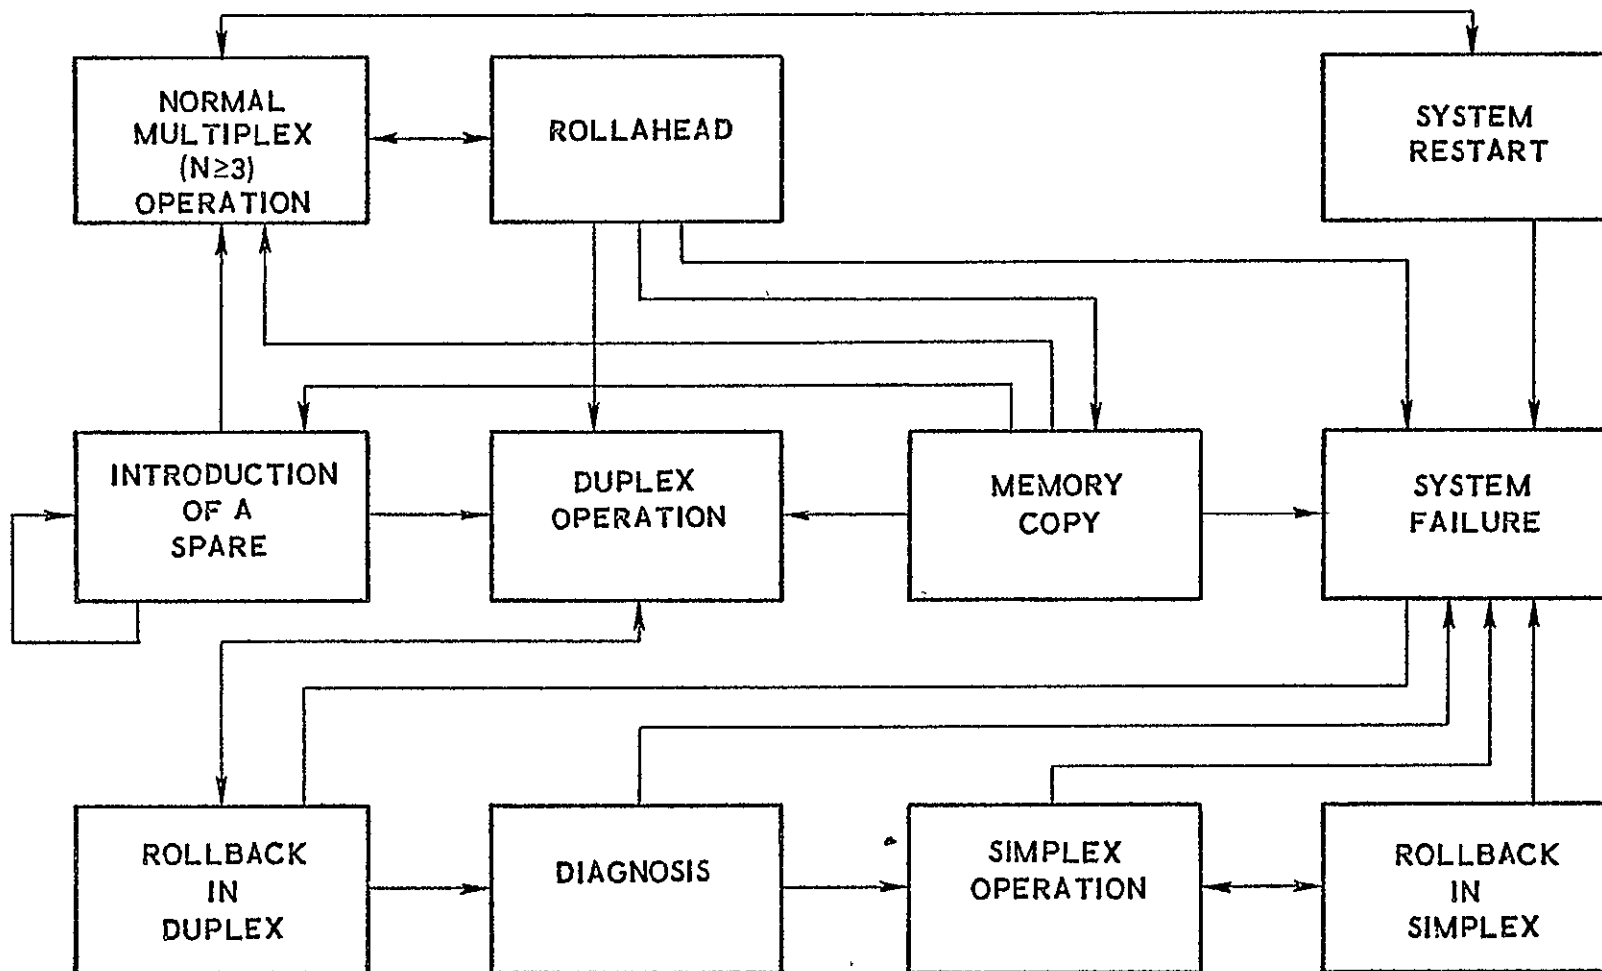 NORMAL
MULTIPLEX
(N≥3)
OPERATION
ROLLAHEAD
SYSTEM
RESTART
INTRODUCTION
OF A
SPARE
DUPLEX
OPERATION
MEMORY
COPY
SYSTEM
FAILURE
ROLLBACK
IN
DUPLEX
DIAGNOSIS
SIMPLEX
OPERATION
ROLLBACK
IN
SIMPLEX